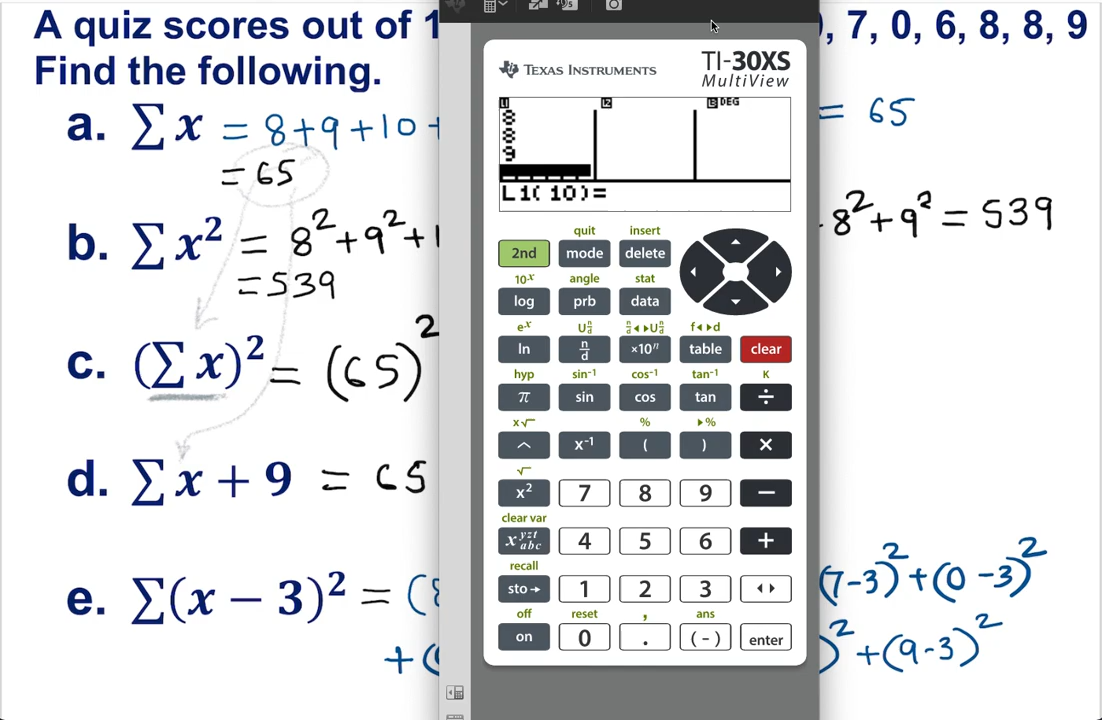 A quiz scores out of 1 , 7, 0, 6, 8, 8, 9
Find the following.
a. ∑ x = 8+9+10+ = 65
= 65
b. ∑ x² = 8²+9²+1 8²+9² = 539
= 539
c. (∑ x)² = (65)²
d. ∑ x + 9 = 65
e. ∑(x − 3)² = (8 (7-3)²+(0-3)²
+( )²+(9-3)²
TEXAS INSTRUMENTS TI-30XS
MultiView
L1 L2 L3 DEG
8
8
9
L1(10)=
quit insert
2nd mode delete
10ˣ angle stat
log prb data
eˣ U n/d n/d◄►U n/d f◄►d
ln n/d ×10ⁿ table clear
hyp sin⁻¹ cos⁻¹ tan⁻¹ K
π sin cos tan ÷
x√ % ►%
^ x⁻¹ ( ) ×
√
x² 7 8 9 −
clear var
x yzt abc 4 5 6 +
recall
sto→ 1 2 3 ◄►
off reset , ans
on 0 . (-) enter